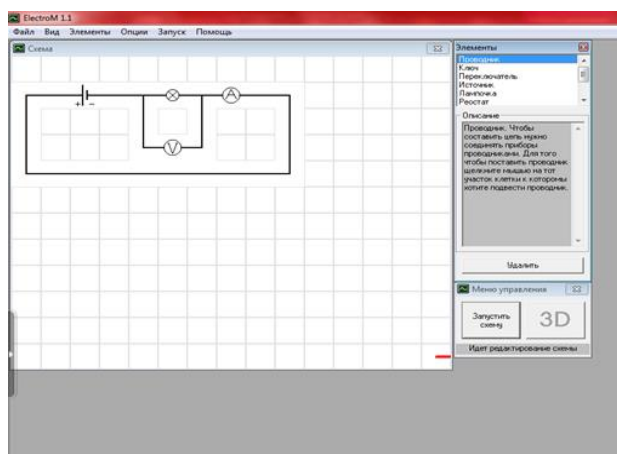 ElectroM 1.1
Файл Вид Элементы Опции Запуск Помощь
Схема
+ −
A
V
Элементы
Проводник
Ключ
Переключатель
Источник
Лампочка
Реостат
Описание
Проводник. Чтобы
составить цепь нужно
соединять приборы
проводниками. Для того
чтобы поставить проводник
щелкните мышью на тот
участок клетки к которомы
хотите подвести проводник.
Удалить
Меню управления
Запустить
схему
3D
Идет редактирование схемы